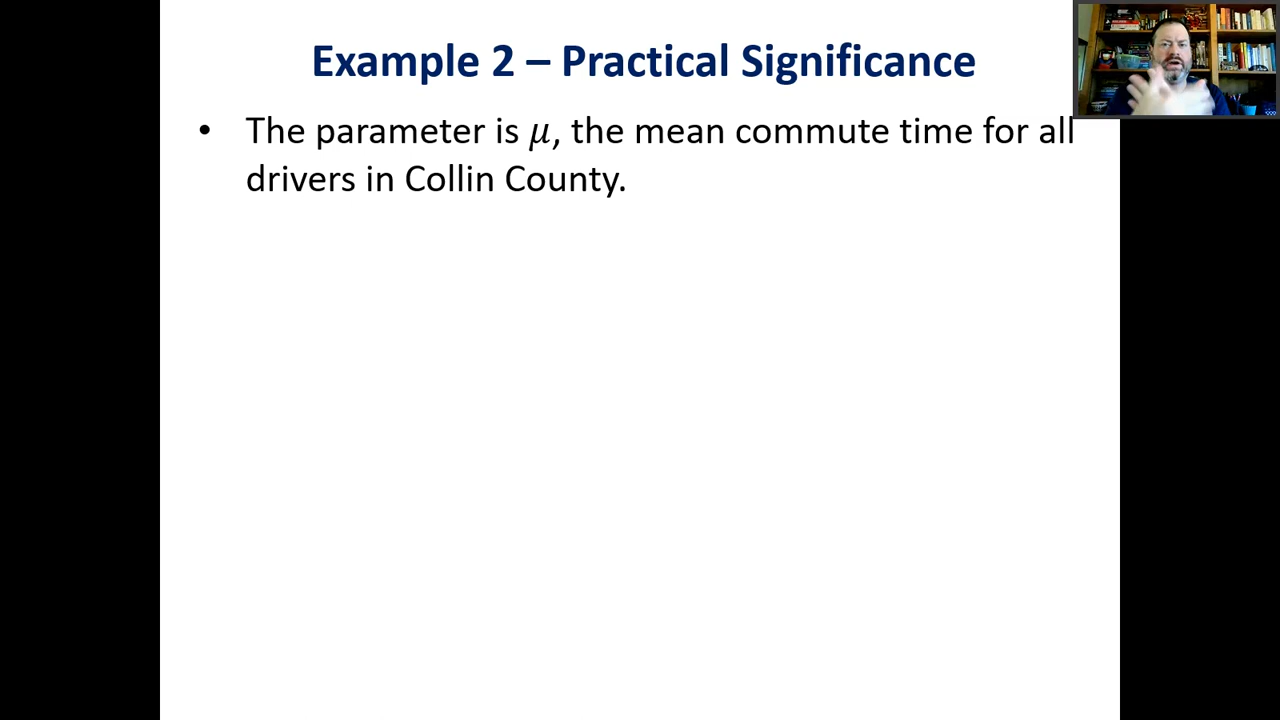 Example 2 – Practical Significance
• The parameter is 𝜇, the mean commute time for all
drivers in Collin County.